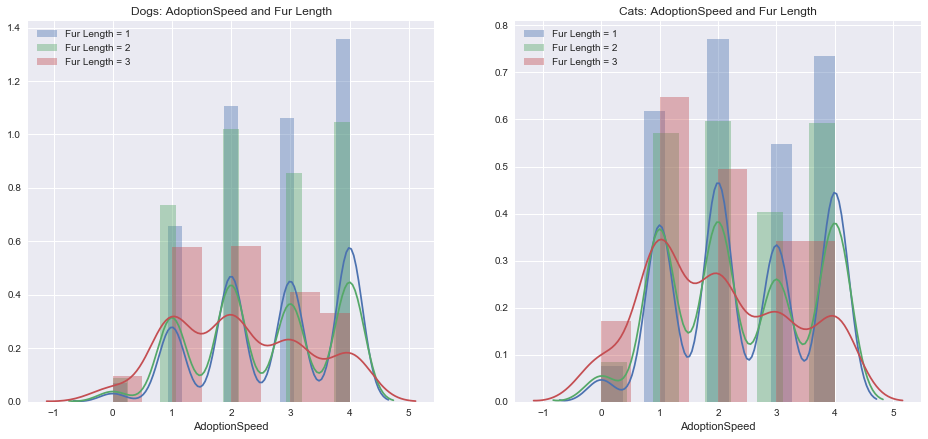 Dogs: AdoptionSpeed and Fur Length
Fur Length = 1
Fur Length = 2
Fur Length = 3
1.4
1.2
1.0
0.8
0.6
0.4
0.2
0.0
−1 0 1 2 3 4 5
AdoptionSpeed
Cats: AdoptionSpeed and Fur Length
Fur Length = 1
Fur Length = 2
Fur Length = 3
0.8
0.7
0.6
0.5
0.4
0.3
0.2
0.1
0.0
−1 0 1 2 3 4 5
AdoptionSpeed